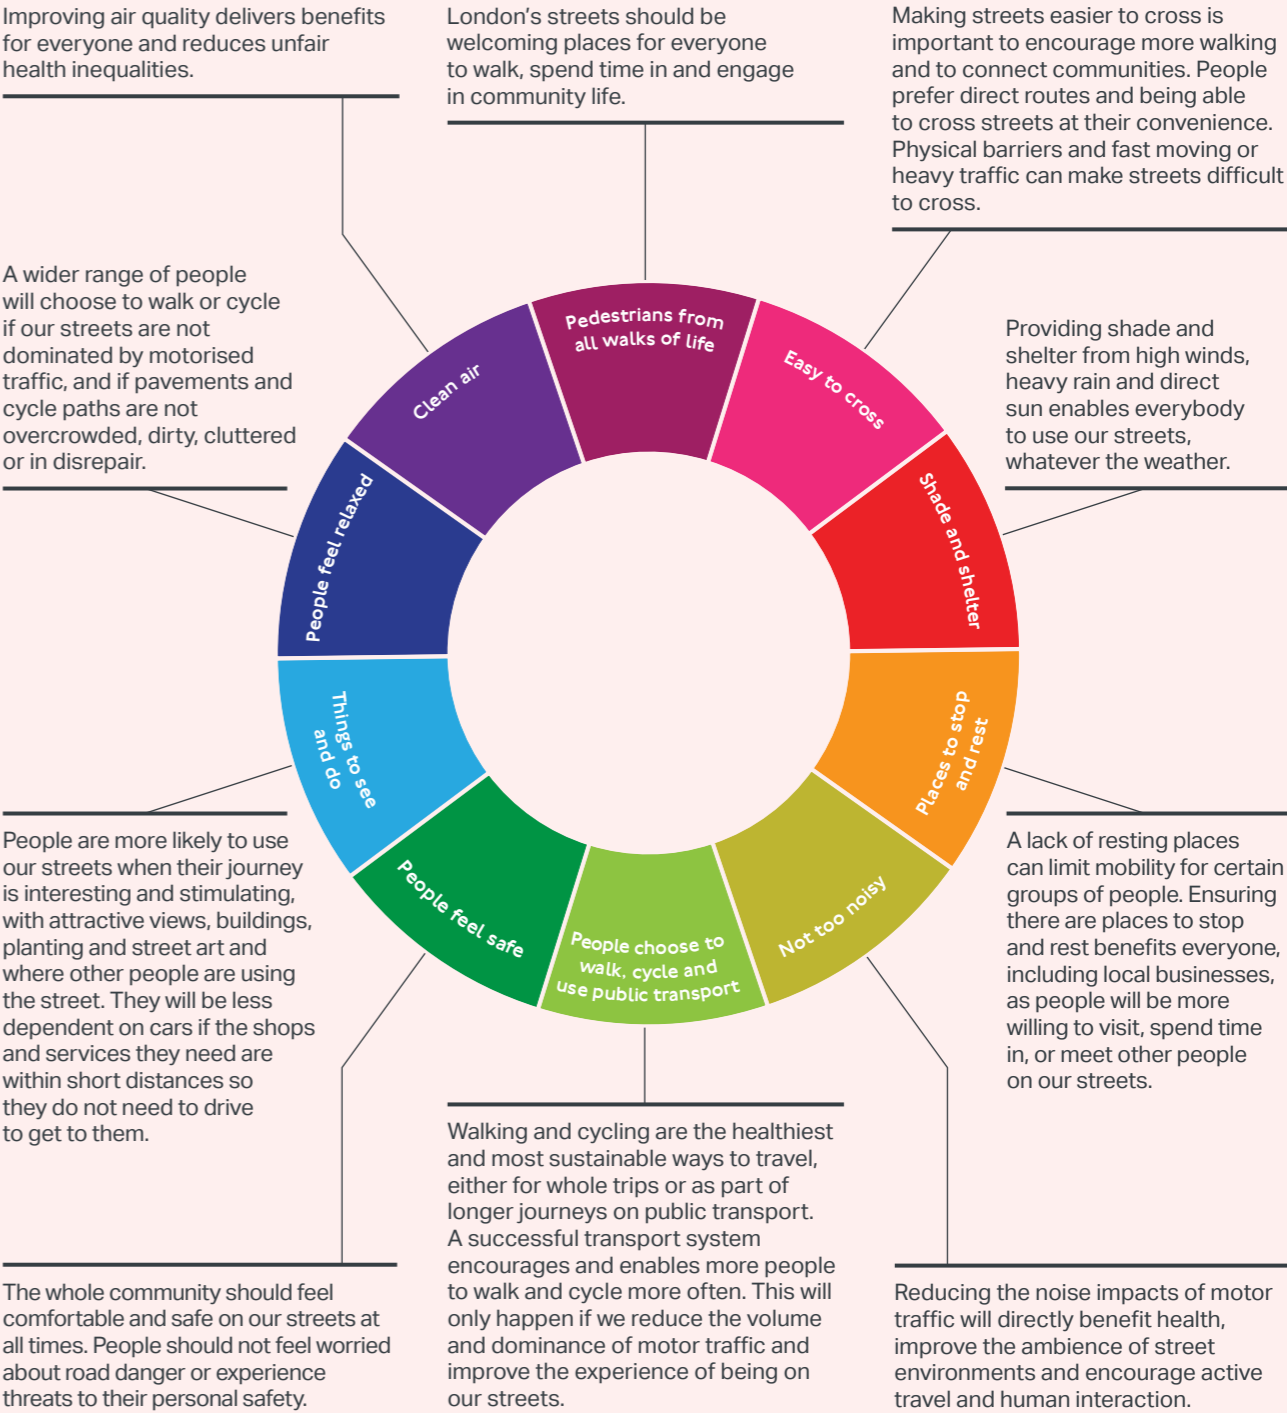 Improving air quality delivers benefits
for everyone and reduces unfair
health inequalities.
London's streets should be
welcoming places for everyone
to walk, spend time in and engage
in community life.
Making streets easier to cross is
important to encourage more walking
and to connect communities. People
prefer direct routes and being able
to cross streets at their convenience.
Physical barriers and fast moving or
heavy traffic can make streets difficult
to cross.
A wider range of people
will choose to walk or cycle
if our streets are not
dominated by motorised
traffic, and if pavements and
cycle paths are not
overcrowded, dirty, cluttered
or in disrepair.
Providing shade and
shelter from high winds,
heavy rain and direct
sun enables everybody
to use our streets,
whatever the weather.
Pedestrians from
all walks of life
Easy to cross
Shade and shelter
Places to stop
and rest
Not too noisy
People choose to
walk, cycle and
use public transport
People feel safe
Things to see
and do
People feel relaxed
Clean air
People are more likely to use
our streets when their journey
is interesting and stimulating,
with attractive views, buildings,
planting and street art and
where other people are using
the street. They will be less
dependent on cars if the shops
and services they need are
within short distances so
they do not need to drive
to get to them.
A lack of resting places
can limit mobility for certain
groups of people. Ensuring
there are places to stop
and rest benefits everyone,
including local businesses,
as people will be more
willing to visit, spend time
in, or meet other people
on our streets.
The whole community should feel
comfortable and safe on our streets at
all times. People should not feel worried
about road danger or experience
threats to their personal safety.
Walking and cycling are the healthiest
and most sustainable ways to travel,
either for whole trips or as part of
longer journeys on public transport.
A successful transport system
encourages and enables more people
to walk and cycle more often. This will
only happen if we reduce the volume
and dominance of motor traffic and
improve the experience of being on
our streets.
Reducing the noise impacts of motor
traffic will directly benefit health,
improve the ambience of street
environments and encourage active
travel and human interaction.